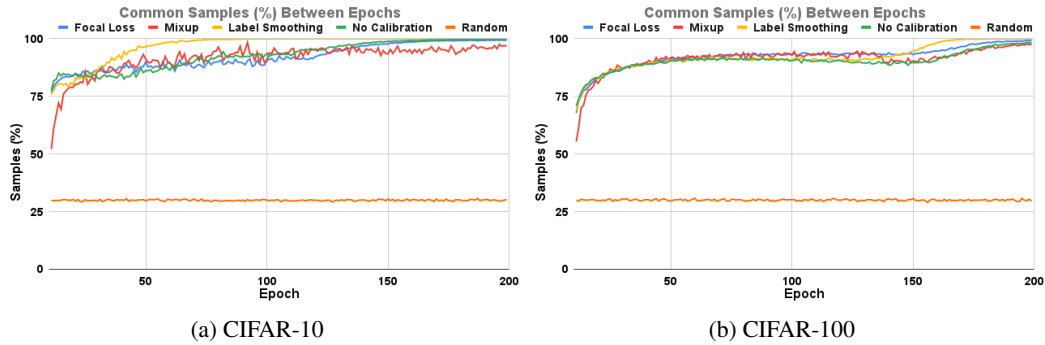 Common Samples (%) Between Epochs
Focal Loss Mixup Label Smoothing No Calibration Random
100
75
50
25
0
Samples (%)
50 100 150 200
Epoch
(a) CIFAR-10
Common Samples (%) Between Epochs
Focal Loss Mixup Label Smoothing No Calibration Random
100
75
50
25
0
Samples (%)
50 100 150 200
Epoch
(b) CIFAR-100